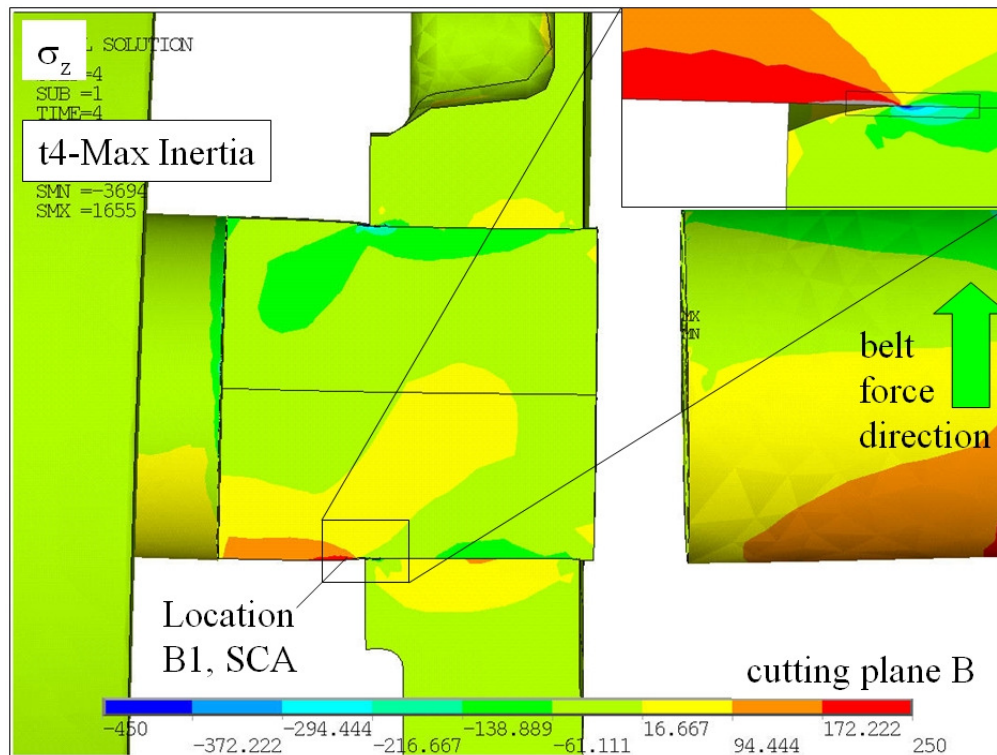 σz
L SOLUTION
=4
SUB =1
TIME=4
t4-Max Inertia
SMN =-3694
SMX =1655
MX
MN
belt
force
direction
Location
B1, SCA
cutting plane B
-450 -294.444 -138.889 16.667 172.222
-372.222 -216.667 -61.111 94.444 250